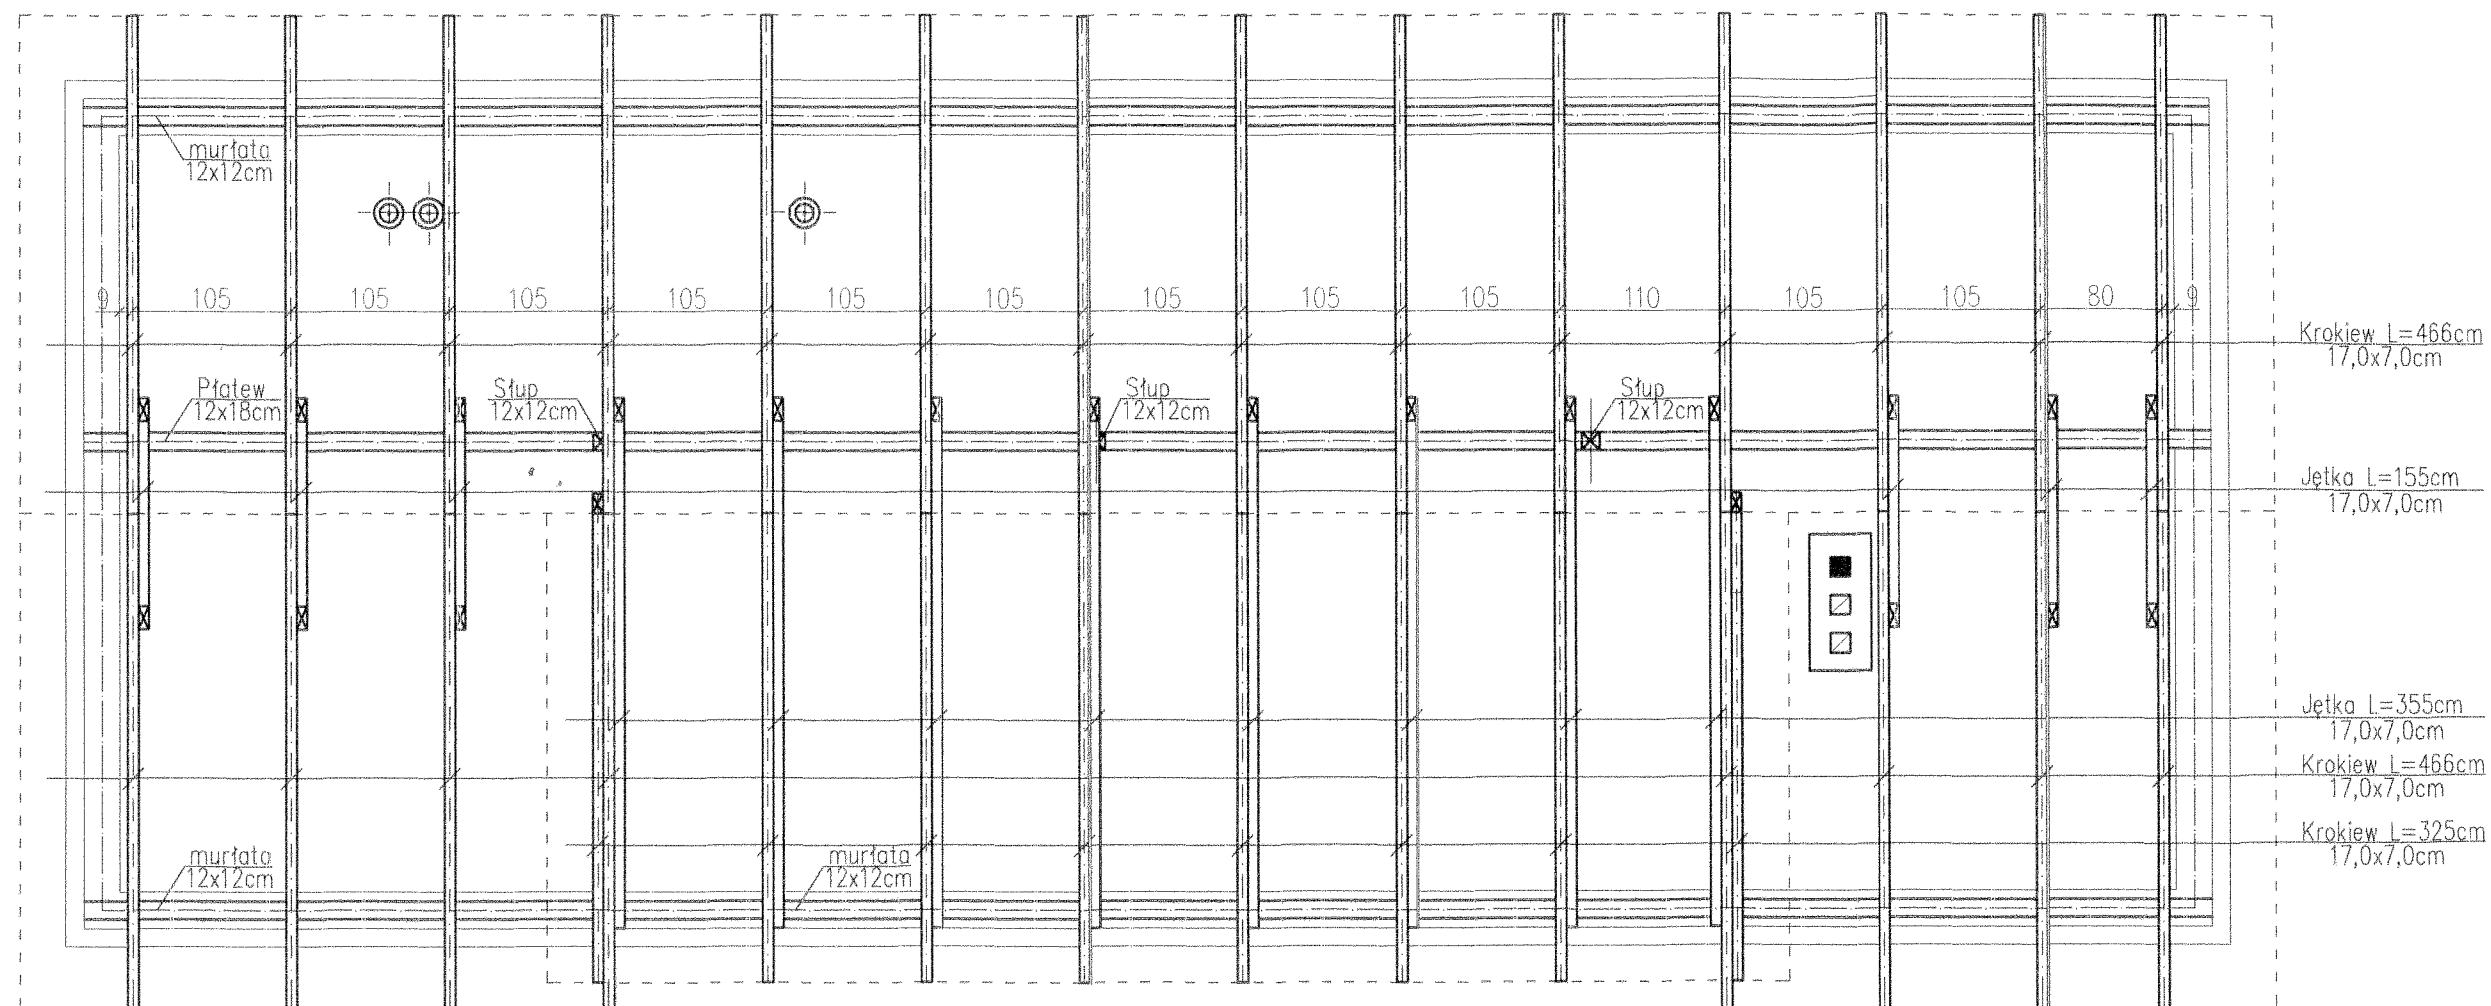 murłata
12x12cm
9 105 105 105 105 105 105 105 105 105 110 105 105 80 9
Krokiew L=466cm
17,0x7,0cm
Płatew
12x18cm
Słup
12x12cm
Słup
12x12cm
Słup
12x12cm
Jętka L=155cm
17,0x7,0cm
Jętka L=355cm
17,0x7,0cm
Krokiew L=466cm
17,0x7,0cm
Krokiew L=325cm
17,0x7,0cm
murłata
12x12cm
murłata
12x12cm